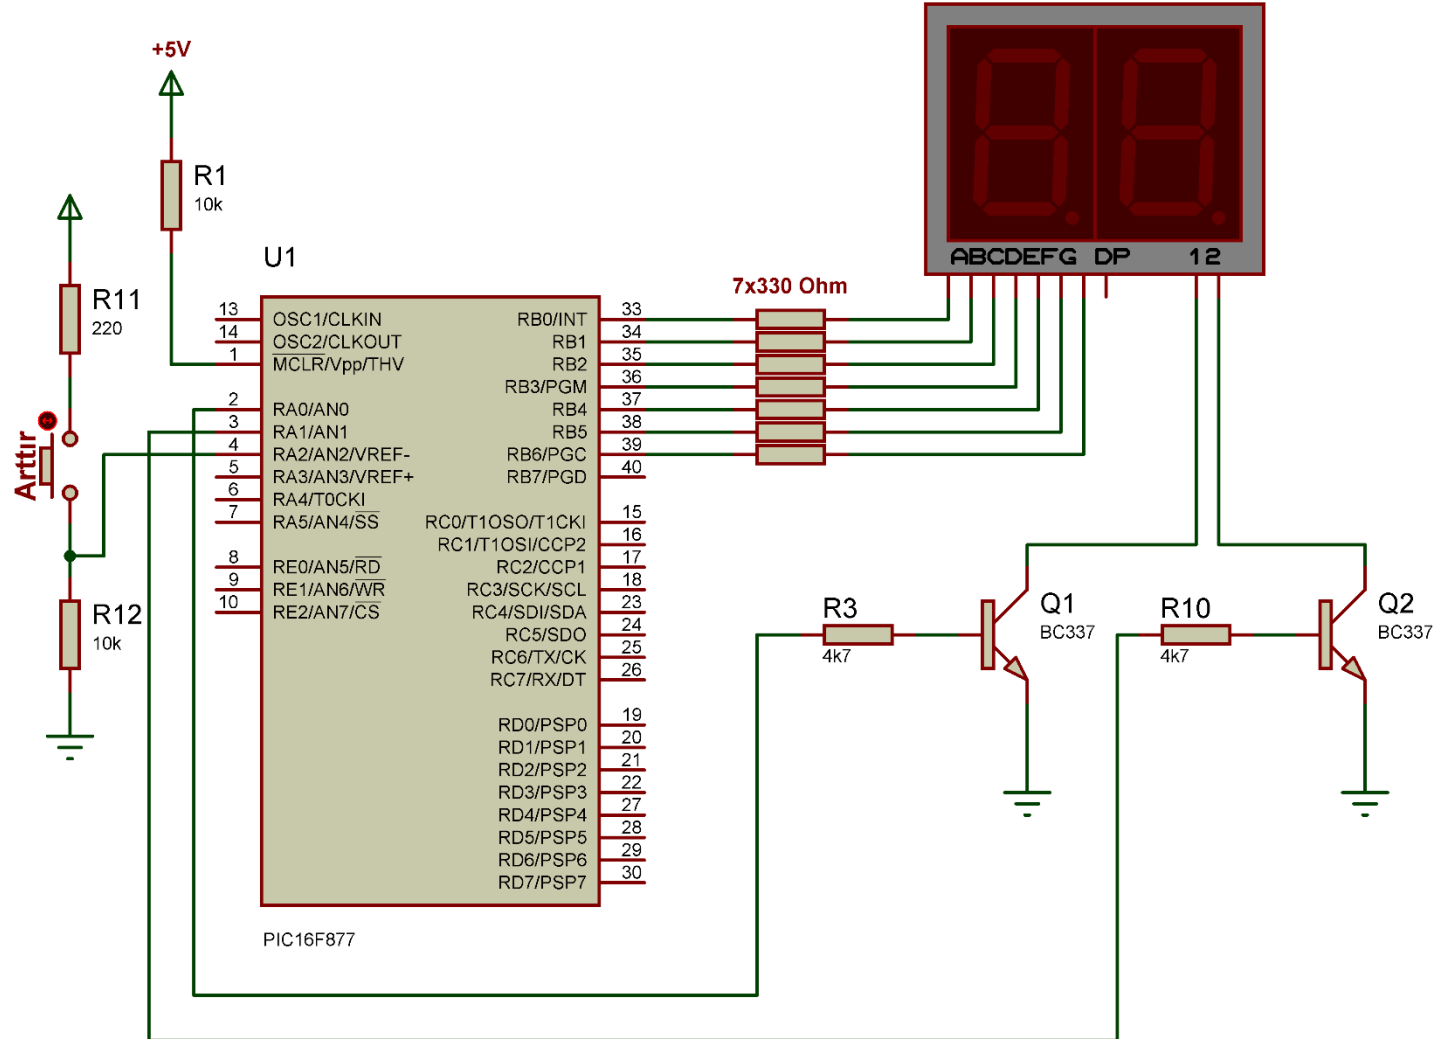 +5V
R1
10k
R11
220
Arttır
R12
10k
U1
13 OSC1/CLKIN
14 OSC2/CLKOUT
1 MCLR/Vpp/THV
2 RA0/AN0
3 RA1/AN1
4 RA2/AN2/VREF-
5 RA3/AN3/VREF+
6 RA4/T0CKI
7 RA5/AN4/SS
8 RE0/AN5/RD
9 RE1/AN6/WR
10 RE2/AN7/CS
RB0/INT 33
RB1 34
RB2 35
RB3/PGM 36
RB4 37
RB5 38
RB6/PGC 39
RB7/PGD 40
RC0/T1OSO/T1CKI 15
RC1/T1OSI/CCP2 16
RC2/CCP1 17
RC3/SCK/SCL 18
RC4/SDI/SDA 23
RC5/SDO 24
RC6/TX/CK 25
RC7/RX/DT 26
RD0/PSP0 19
RD1/PSP1 20
RD2/PSP2 21
RD3/PSP3 22
RD4/PSP4 27
RD5/PSP5 28
RD6/PSP6 29
RD7/PSP7 30
PIC16F877
7x330 Ohm
ABCDEFG DP 12
R3
4k7
Q1
BC337
R10
4k7
Q2
BC337